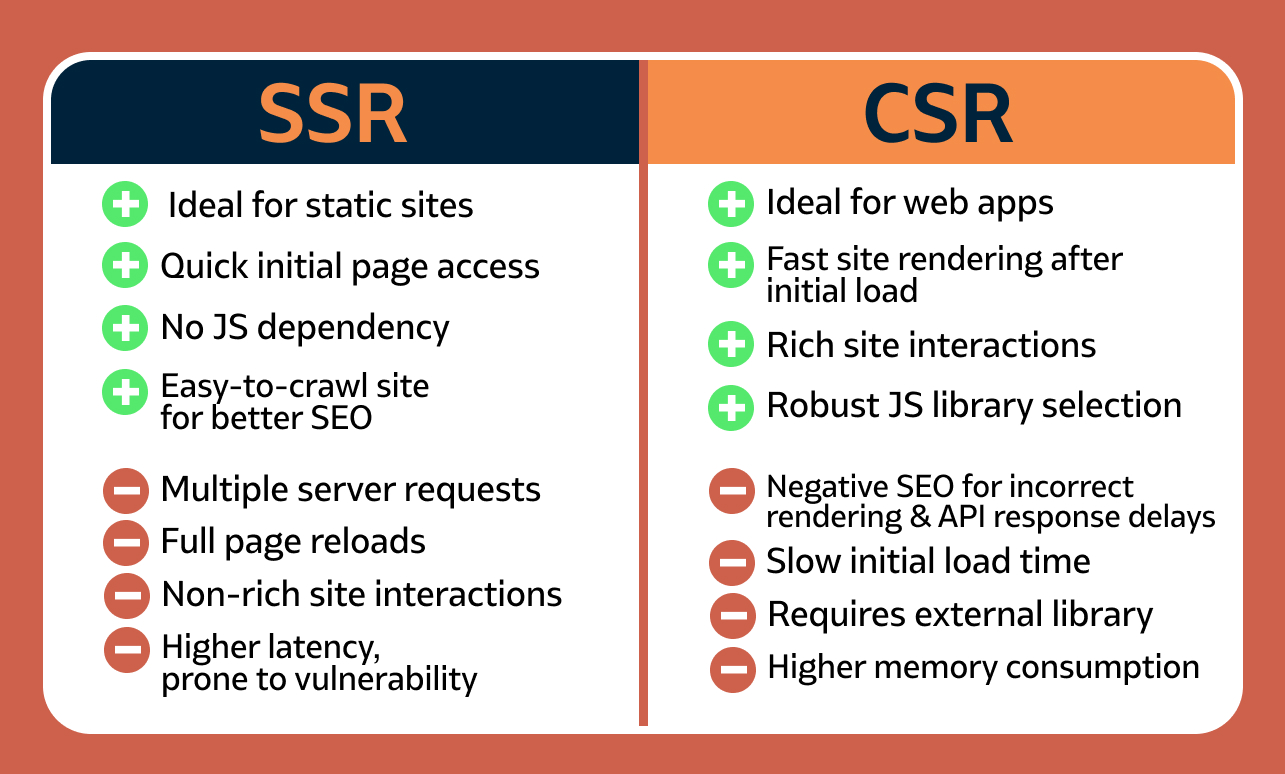 SSR
Ideal for static sites
Quick initial page access
No JS dependency
Easy-to-crawl site
for better SEO
Multiple server requests
Full page reloads
Non-rich site interactions
Higher latency,
prone to vulnerability
CSR
Ideal for web apps
Fast site rendering after
initial load
Rich site interactions
Robust JS library selection
Negative SEO for incorrect
rendering & API response delays
Slow initial load time
Requires external library
Higher memory consumption